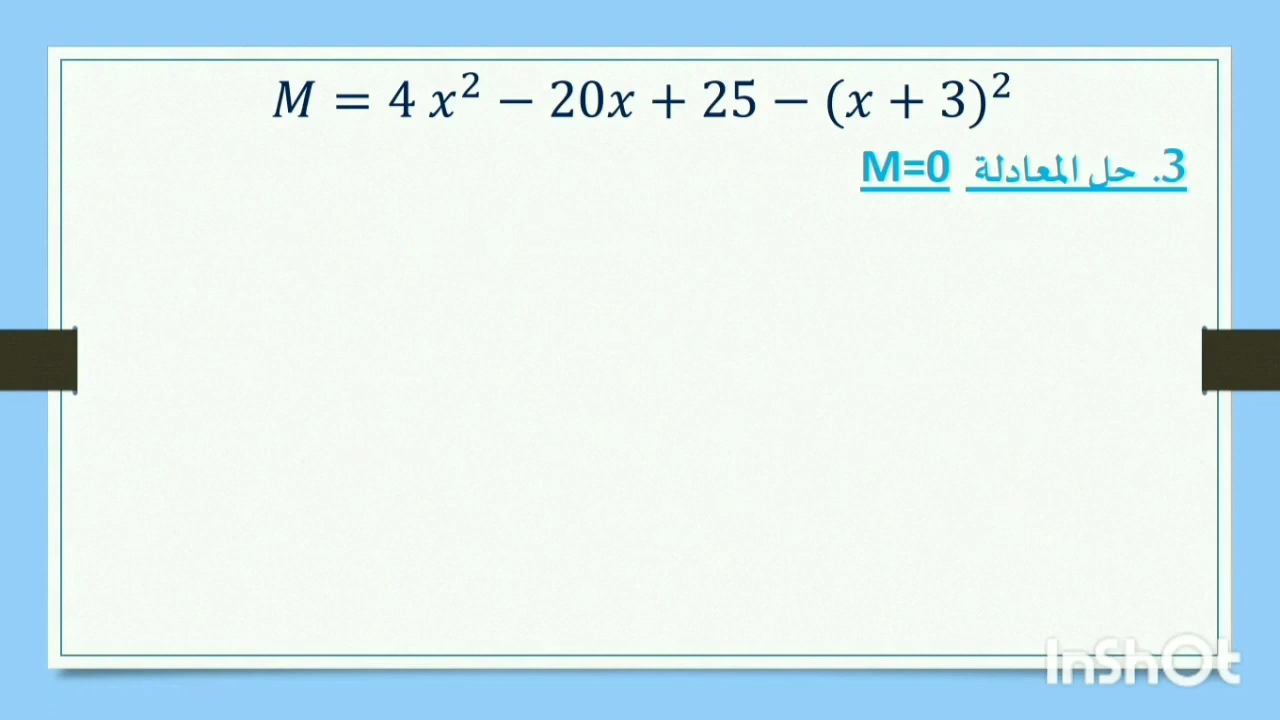 M = 4 x² − 20x + 25 − (x + 3)²
3. حل المعادلة M=0
InShOt